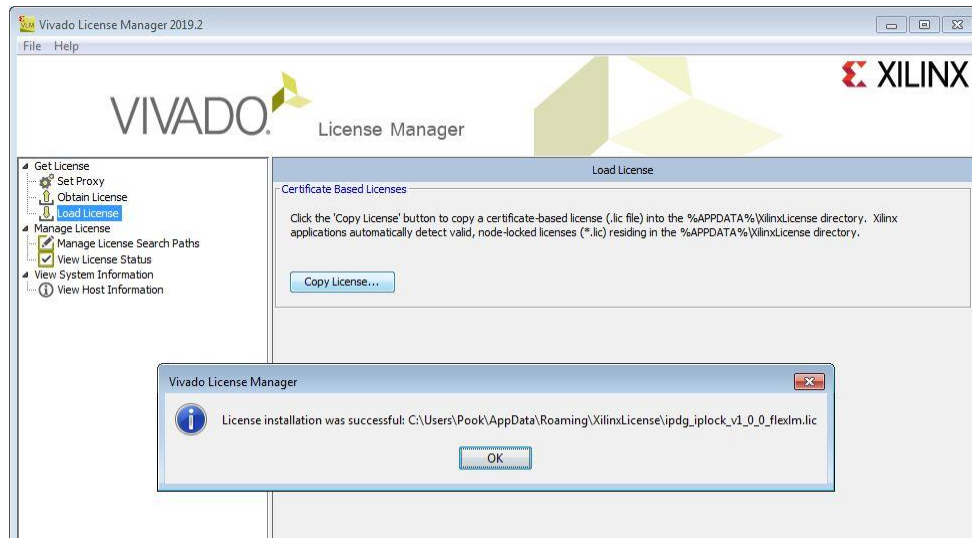 VLM Vivado License Manager 2019.2
File Help
XILINX
VIVADO.
License Manager
Get License
Set Proxy
Obtain License
Load License
Manage License
Manage License Search Paths
View License Status
View System Information
View Host Information
Load License
Certificate Based Licenses
Click the 'Copy License' button to copy a certificate-based license (.lic file) into the %APPDATA%\XilinxLicense directory. Xilinx
applications automatically detect valid, node-locked licenses (*.lic) residing in the %APPDATA%\XilinxLicense directory.
Copy License...
Vivado License Manager
License installation was successful: C:\Users\Pook\AppData\Roaming\XilinxLicense\ipdg_iplock_v1_0_0_flexlm.lic
OK